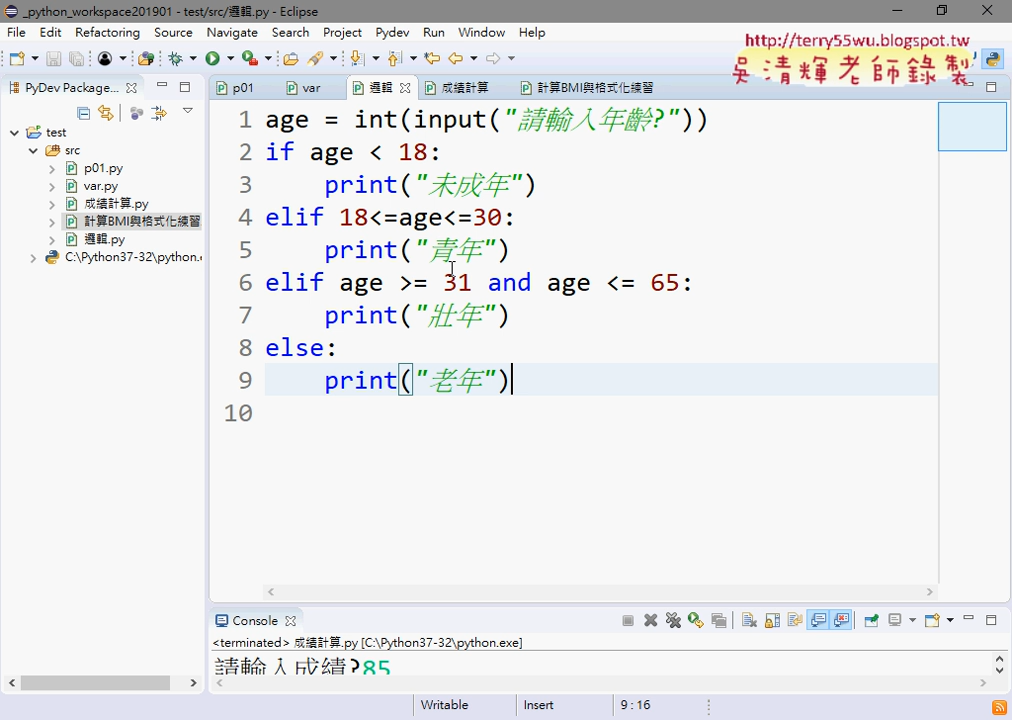 _python_workspace201901 - test/src/邏輯.py - Eclipse
File Edit Refactoring Source Navigate Search Project Pydev Run Window Help
http://terry55wu.blogspot.tw
吳清輝老師錄製
PyDev Package...
p01 var 邏輯 成績計算 計算BMI與格式化練習
test
src
p01.py
var.py
成績計算.py
計算BMI與格式化練習
邏輯.py
C:\Python37-32\python.e
1 age = int(input("請輸入年齡?"))
2 if age < 18:
3 print("未成年")
4 elif 18<=age<=30:
5 print("青年")
6 elif age >= 31 and age <= 65:
7 print("壯年")
8 else:
9 print("老年")
10
Console
<terminated> 成績計算.py [C:\Python37-32\python.exe]
請輸入成績?85
Writable Insert 9 : 16